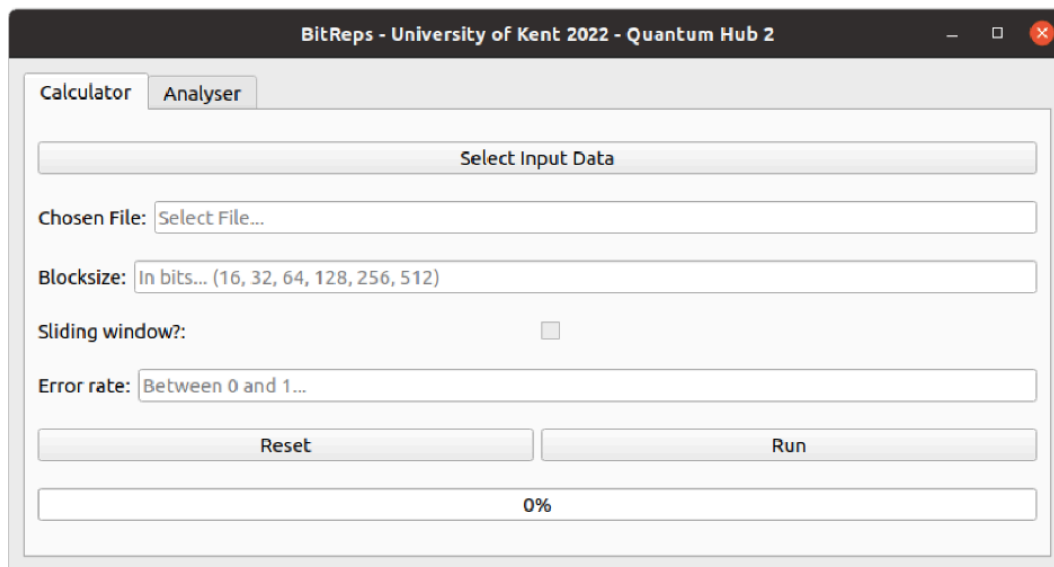 BitReps - University of Kent 2022 - Quantum Hub 2
Calculator Analyser
Select Input Data
Chosen File: Select File...
Blocksize: In bits... (16, 32, 64, 128, 256, 512)
Sliding window?:
Error rate: Between 0 and 1...
Reset Run
0%